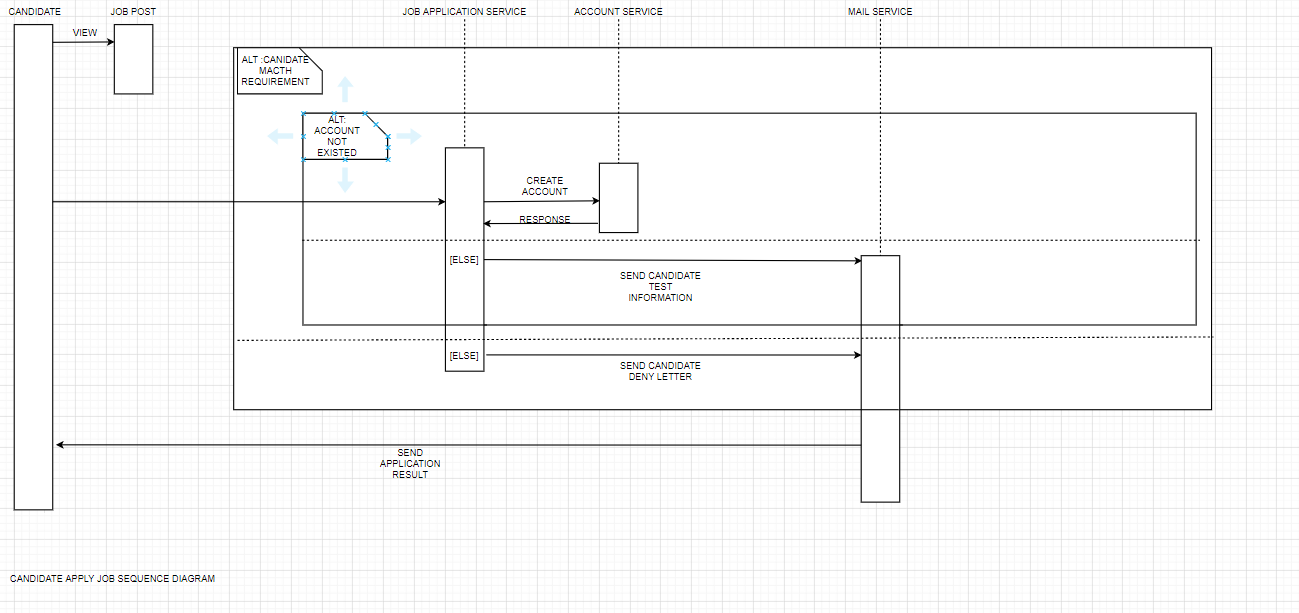 CANDIDATE
JOB POST
JOB APPLICATION SERVICE
ACCOUNT SERVICE
MAIL SERVICE
VIEW
ALT :CANIDATE
MACTH
REQUIREMENT
ALT:
ACCOUNT
NOT
EXISTED
CREATE
ACCOUNT
RESPONSE
[ELSE]
SEND CANDIDATE
TEST
INFORMATION
[ELSE]
SEND CANDIDATE
DENY LETTER
SEND
APPLICATION
RESULT
CANDIDATE APPLY JOB SEQUENCE DIAGRAM